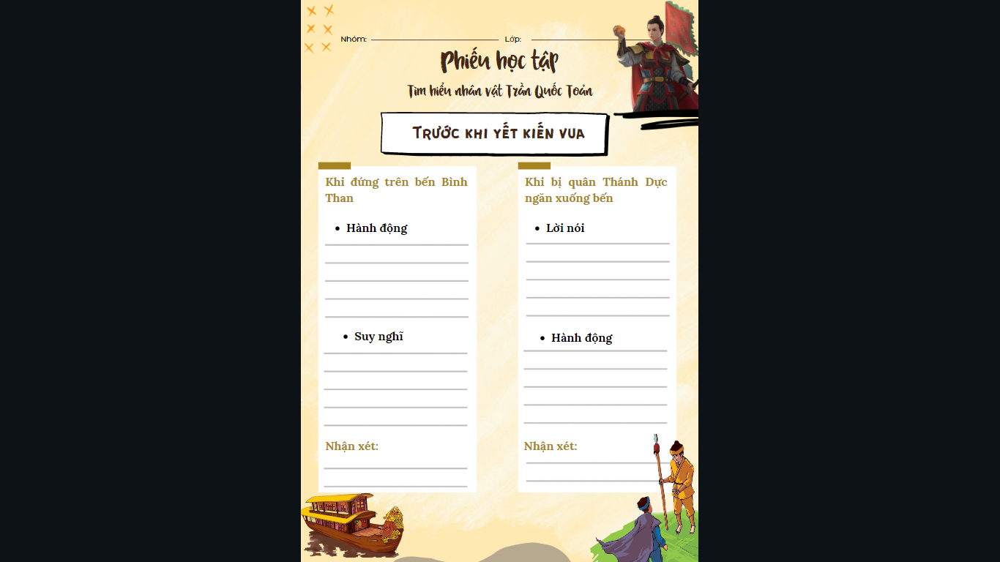 Nhóm: Lớp:
Phiếu học tập
Tìm hiểu nhân vật Trần Quốc Toản
TRƯỚC KHI YẾT KIẾN VUA
Khi đứng trên bến Bình
Than
• Hành động
• Suy nghĩ
Nhận xét:
Khi bị quân Thánh Dực
ngăn xuống bến
• Lời nói
• Hành động
Nhận xét: